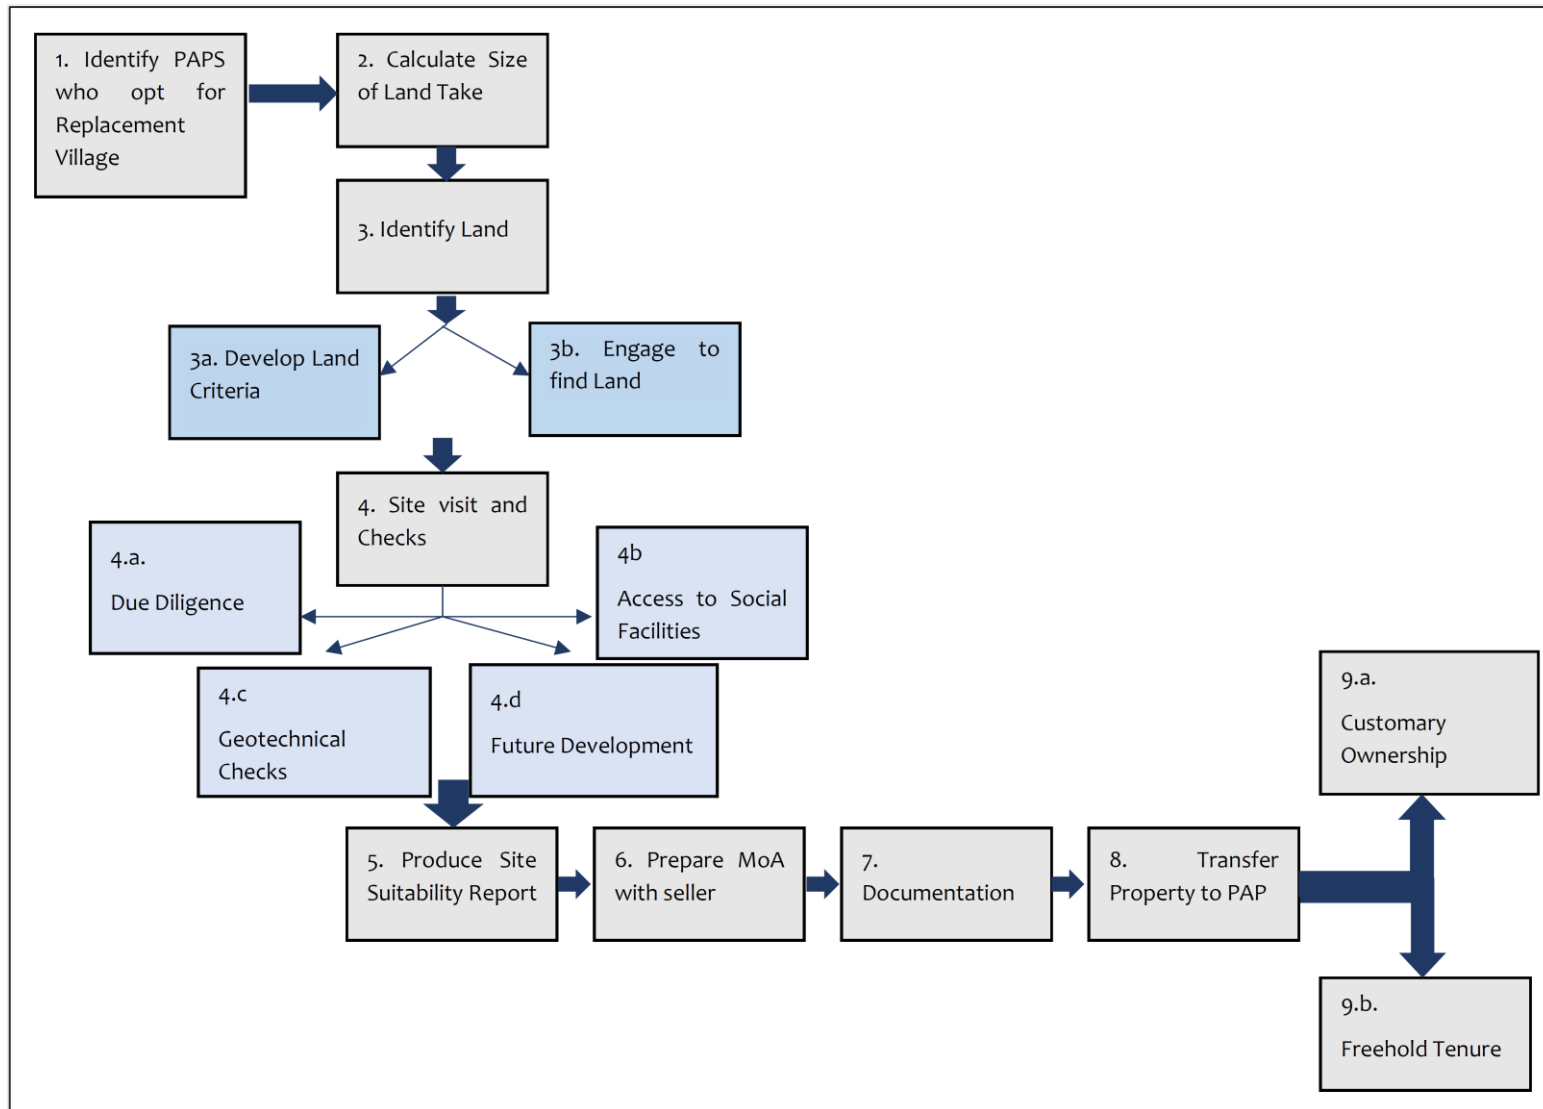 1. Identify PAPS
who opt for
Replacement
Village
2. Calculate Size
of Land Take
3. Identify Land
3a. Develop Land
Criteria
3b. Engage to
find Land
4. Site visit and
Checks
4.a.
Due Diligence
4b
Access to Social
Facilities
4.c
Geotechnical
Checks
4.d
Future Development
5. Produce Site
Suitability Report
6. Prepare MoA
with seller
7.
Documentation
8. Transfer
Property to PAP
9.a.
Customary
Ownership
9.b.
Freehold Tenure